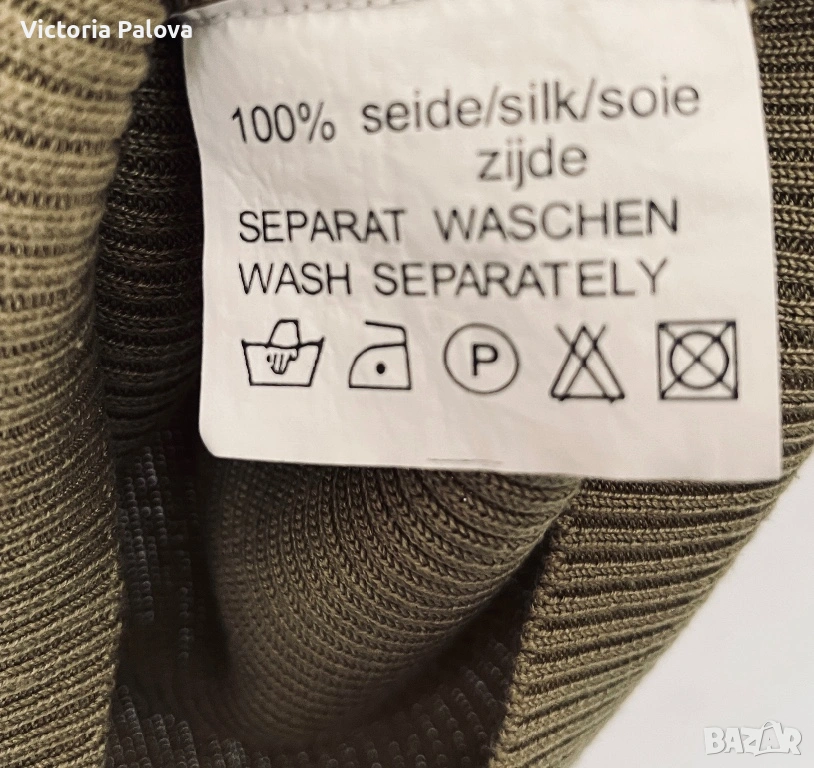 Victoria Palova
100% seide/silk/soie
zijde
SEPARAT WASCHEN
WASH SEPARATELY
P
BAZAR